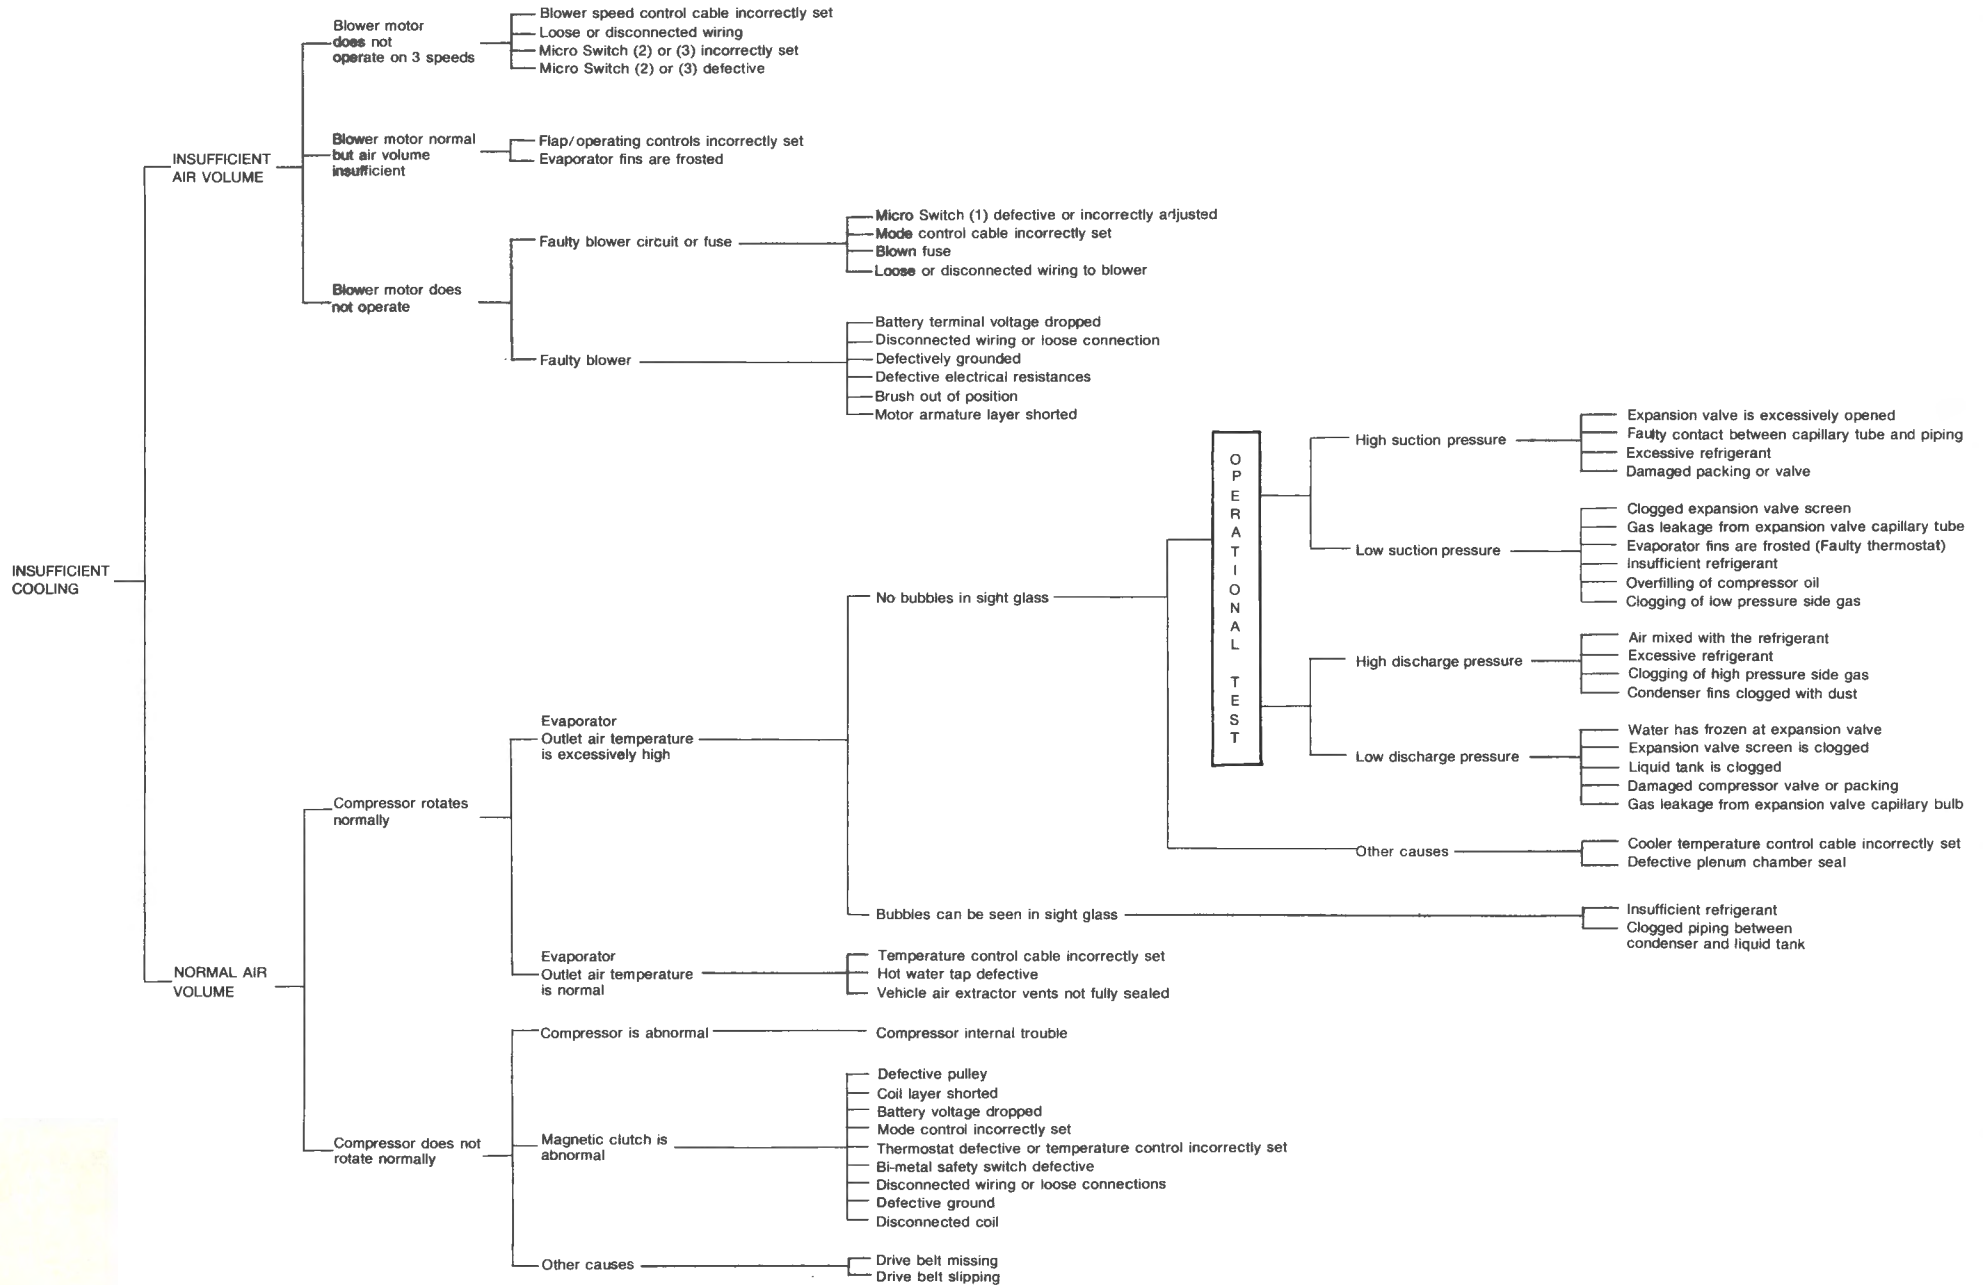 INSUFFICIENT
COOLING
INSUFFICIENT
AIR VOLUME
Blower motor
does not
operate on 3 speeds
Blower speed control cable incorrectly set
Loose or disconnected wiring
Micro Switch (2) or (3) incorrectly set
Micro Switch (2) or (3) defective
Blower motor normal
but air volume
insufficient
Flap/operating controls incorrectly set
Evaporator fins are frosted
Blower motor does
not operate
Faulty blower circuit or fuse
Micro Switch (1) defective or incorrectly adjusted
Mode control cable incorrectly set
Blown fuse
Loose or disconnected wiring to blower
Faulty blower
Battery terminal voltage dropped
Disconnected wiring or loose connection
Defectively grounded
Defective electrical resistances
Brush out of position
Motor armature layer shorted
NORMAL AIR
VOLUME
Compressor rotates
normally
Evaporator
Outlet air temperature
is excessively high
No bubbles in sight glass
OPERATIONAL TEST
High suction pressure
Expansion valve is excessively opened
Faulty contact between capillary tube and piping
Excessive refrigerant
Damaged packing or valve
Low suction pressure
Clogged expansion valve screen
Gas leakage from expansion valve capillary tube
Evaporator fins are frosted (Faulty thermostat)
Insufficient refrigerant
Overfilling of compressor oil
Clogging of low pressure side gas
High discharge pressure
Air mixed with the refrigerant
Excessive refrigerant
Clogging of high pressure side gas
Condenser fins clogged with dust
Low discharge pressure
Water has frozen at expansion valve
Expansion valve screen is clogged
Liquid tank is clogged
Damaged compressor valve or packing
Gas leakage from expansion valve capillary bulb
Other causes
Cooler temperature control cable incorrectly set
Defective plenum chamber seal
Bubbles can be seen in sight glass
Insufficient refrigerant
Clogged piping between
condenser and liquid tank
Evaporator
Outlet air temperature
is normal
Temperature control cable incorrectly set
Hot water tap defective
Vehicle air extractor vents not fully sealed
Compressor does not
rotate normally
Compressor is abnormal
Compressor internal trouble
Magnetic clutch is
abnormal
Defective pulley
Coil layer shorted
Battery voltage dropped
Mode control incorrectly set
Thermostat defective or temperature control incorrectly set
Bi-metal safety switch defective
Disconnected wiring or loose connections
Defective ground
Disconnected coil
Other causes
Drive belt missing
Drive belt slipping